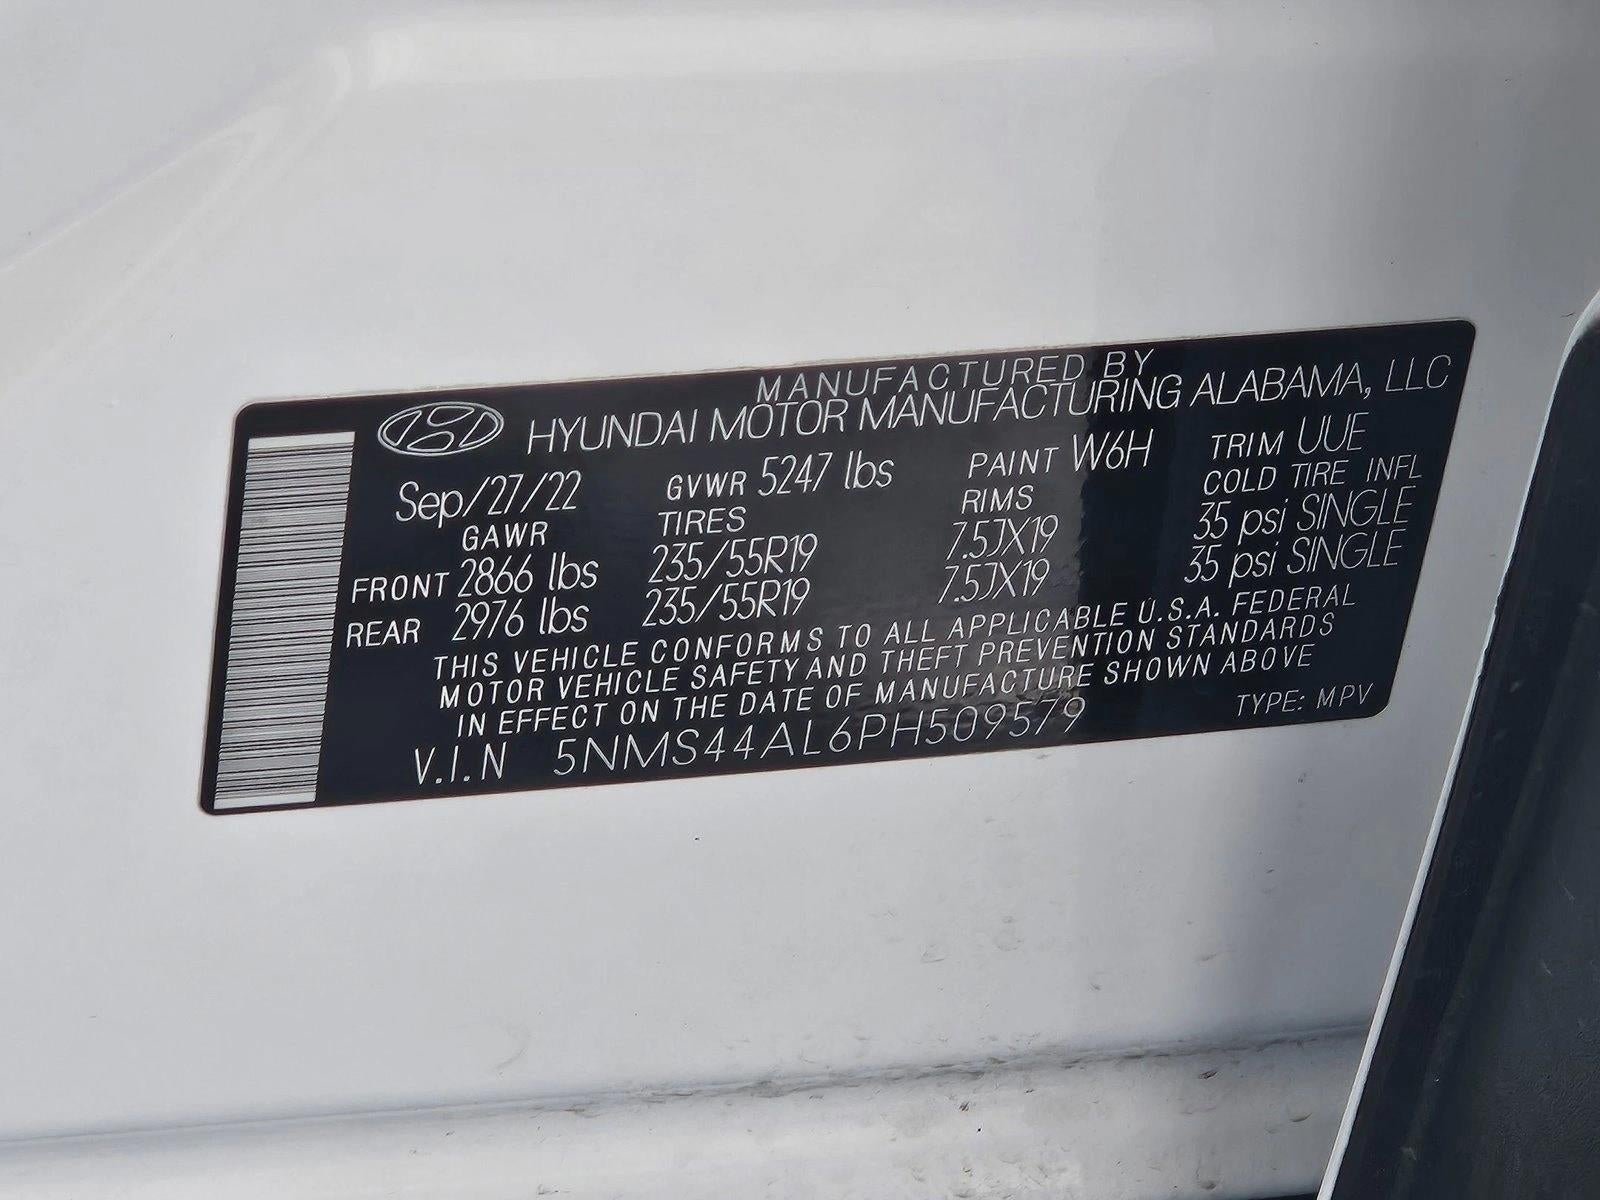 MANUFACTURED BY
HYUNDAI MOTOR MANUFACTURING ALABAMA, LLC
Sep/27/22 GVWR 5247 lbs PAINT W6H TRIM UUE
GAWR TIRES RIMS COLD TIRE INFL
FRONT 2866 lbs 235/55R19 7.5JX19 35 psi SINGLE
REAR 2976 lbs 235/55R19 7.5JX19 35 psi SINGLE
THIS VEHICLE CONFORMS TO ALL APPLICABLE U.S.A. FEDERAL
MOTOR VEHICLE SAFETY AND THEFT PREVENTION STANDARDS
IN EFFECT ON THE DATE OF MANUFACTURE SHOWN ABOVE
V.I.N 5NMS44AL6PH509579 TYPE: MPV